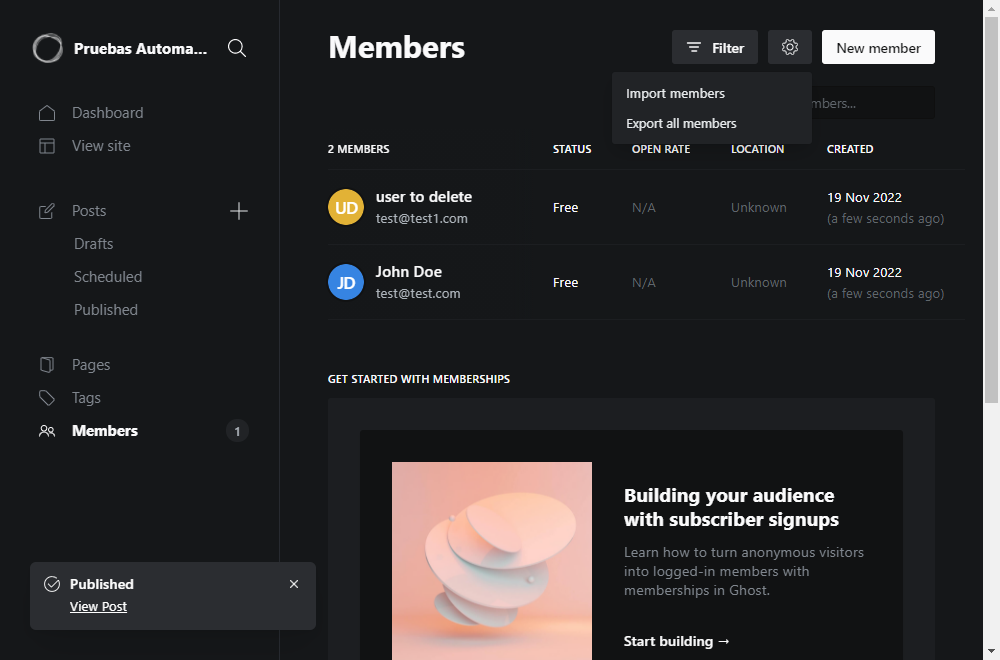 Pruebas Automa...
Dashboard
View site
Posts
Drafts
Scheduled
Published
Pages
Tags
Members
1
Published
View Post
Members
Filter
New member
Import members
Export all members
2 MEMBERS STATUS OPEN RATE LOCATION CREATED
UD user to delete Free N/A Unknown 19 Nov 2022
test@test1.com (a few seconds ago)
JD John Doe Free N/A Unknown 19 Nov 2022
test@test.com (a few seconds ago)
GET STARTED WITH MEMBERSHIPS
Building your audience
with subscriber signups
Learn how to turn anonymous visitors
into logged-in members with
memberships in Ghost.
Start building →